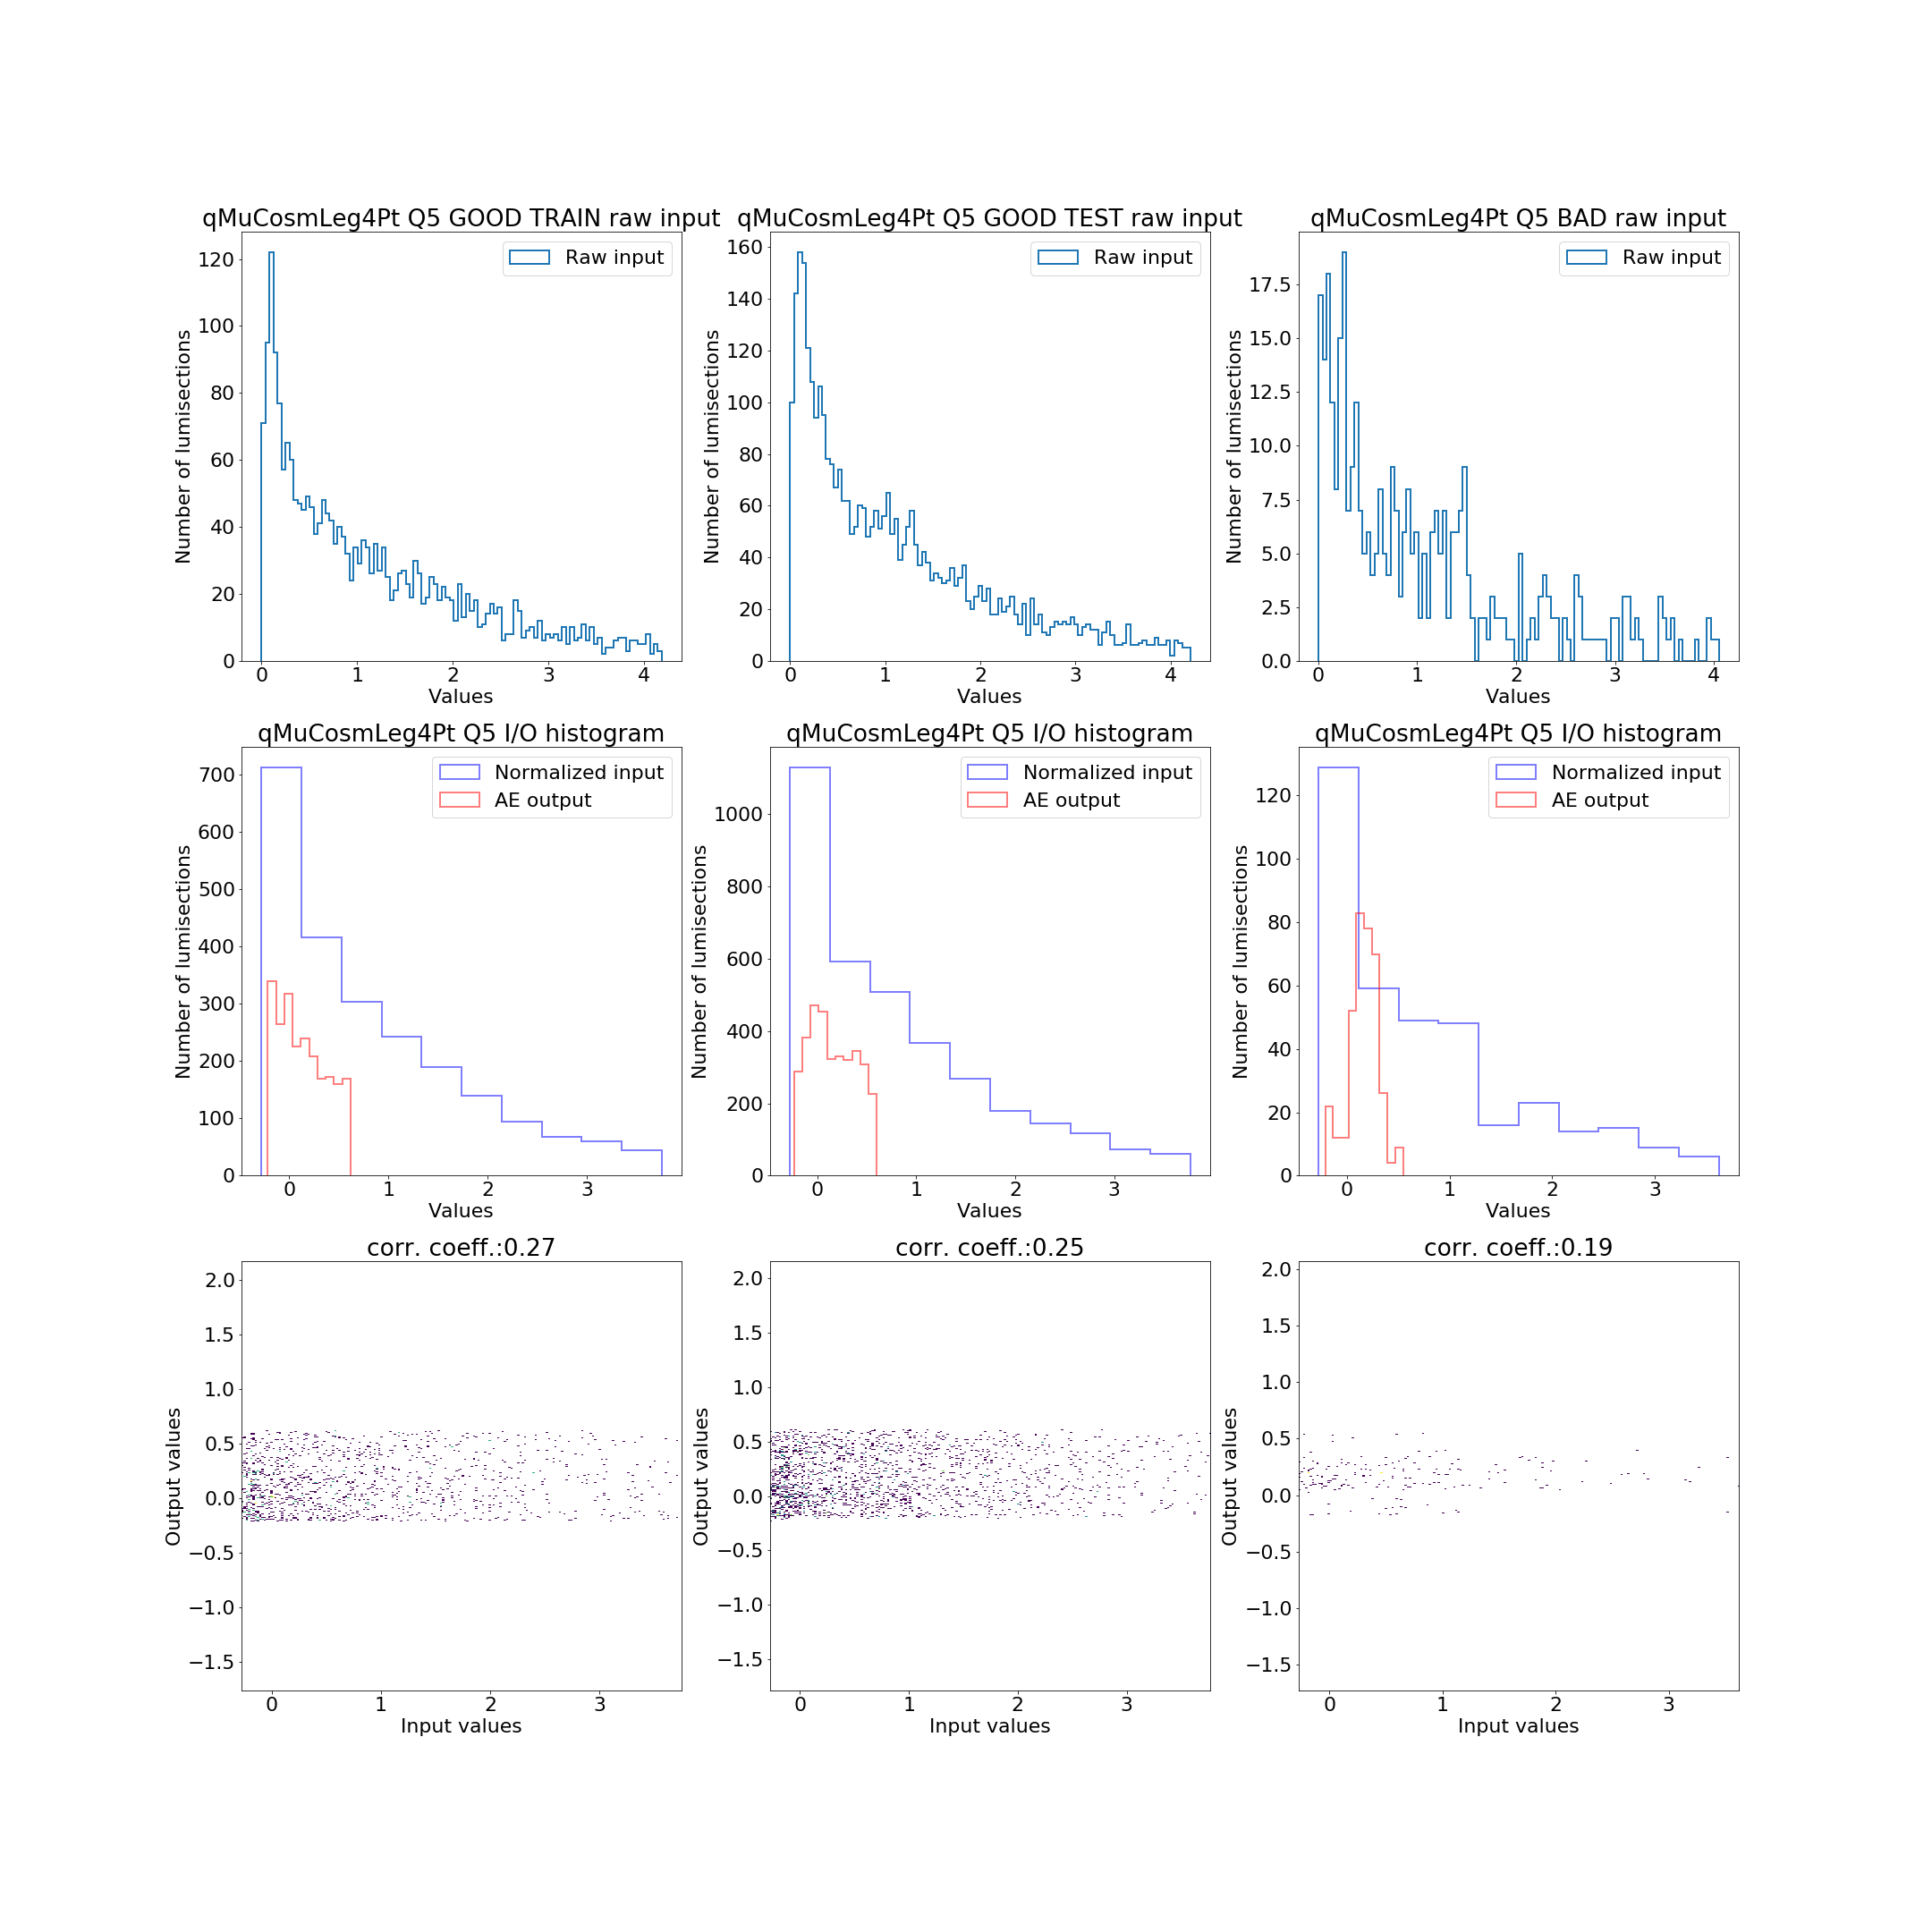 qMuCosmLeg4Pt Q5 GOOD TRAIN raw input
Raw input
Number of lumisections
0
20
40
60
80
100
120
0 1 2 3 4
Values
qMuCosmLeg4Pt Q5 GOOD TEST raw input
Raw input
Number of lumisections
0
20
40
60
80
100
120
140
160
0 1 2 3 4
Values
qMuCosmLeg4Pt Q5 BAD raw input
Raw input
Number of lumisections
0.0
2.5
5.0
7.5
10.0
12.5
15.0
17.5
0 1 2 3 4
Values
qMuCosmLeg4Pt Q5 I/O histogram
Normalized input
AE output
Number of lumisections
0
100
200
300
400
500
600
700
0 1 2 3
Values
qMuCosmLeg4Pt Q5 I/O histogram
Normalized input
AE output
Number of lumisections
0
200
400
600
800
1000
0 1 2 3
Values
qMuCosmLeg4Pt Q5 I/O histogram
Normalized input
AE output
Number of lumisections
0
20
40
60
80
100
120
0 1 2 3
Values
corr. coeff.:0.27
Output values
2.0
1.5
1.0
0.5
0.0
−0.5
−1.0
−1.5
0 1 2 3
Input values
corr. coeff.:0.25
Output values
2.0
1.5
1.0
0.5
0.0
−0.5
−1.0
−1.5
0 1 2 3
Input values
corr. coeff.:0.19
Output values
2.0
1.5
1.0
0.5
0.0
−0.5
−1.0
−1.5
0 1 2 3
Input values